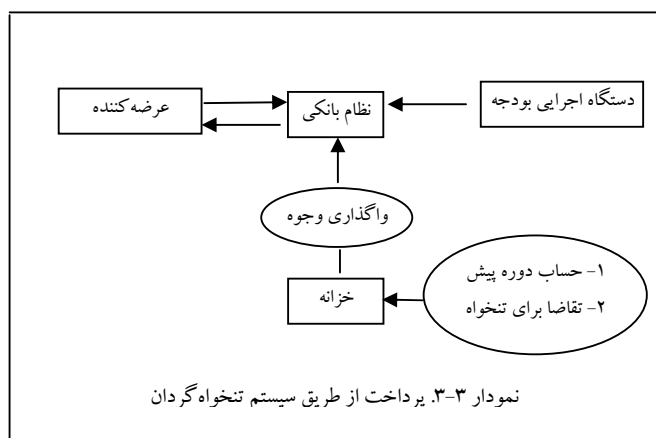 دستگاه اجرایی بودجه
نظام بانکی
عرضه‌کننده
واگذاری وجوه
۱- حساب دوره پیش
۲- تقاضا برای تنخواه
خزانه
نمودار ۳-۳. پرداخت از طریق سیستم تنخواه‌گردان